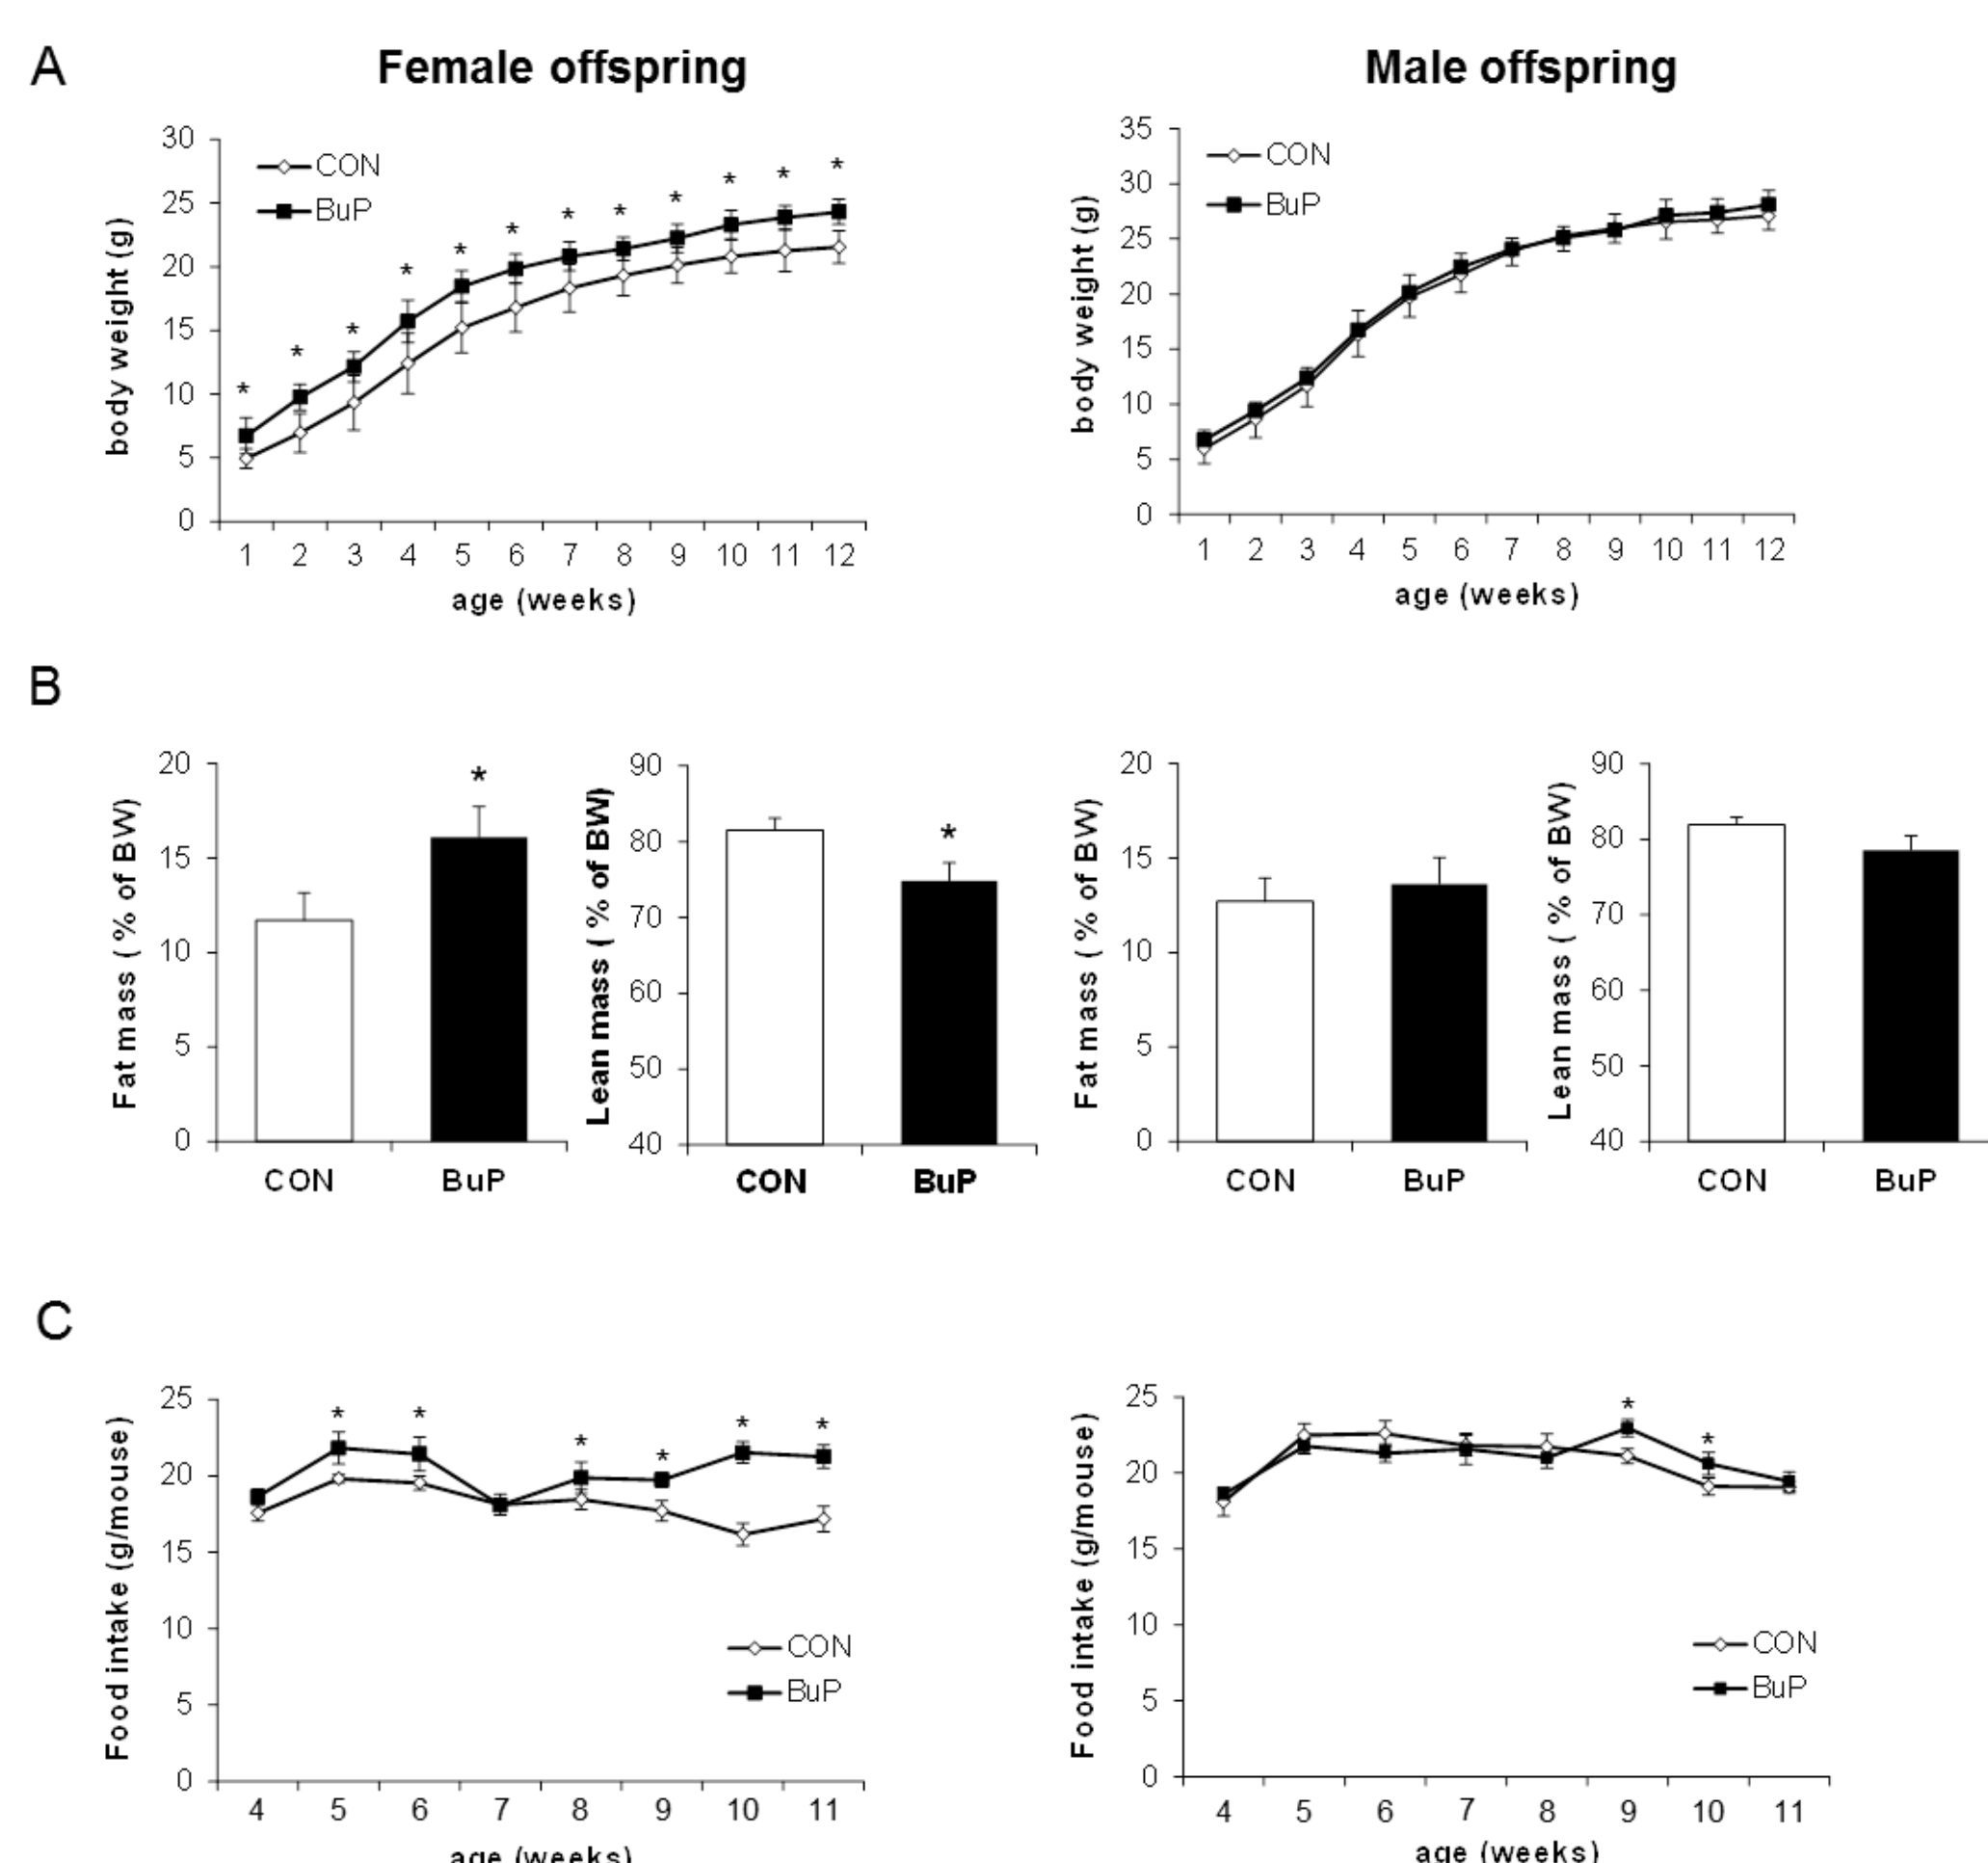 A
Female offspring
Male offspring
30
25
20
15
10
5
0
body weight (g)
CON
BuP
* * * * * * * * * * * *
1 2 3 4 5 6 7 8 9 10 11 12
age (weeks)
35
30
25
20
15
10
5
0
body weight (g)
CON
BuP
1 2 3 4 5 6 7 8 9 10 11 12
age (weeks)
B
20
15
10
5
0
Fat mass ( % of BW)
*
CON BuP
90
80
70
60
50
40
Lean mass ( % of BW)
*
CON BuP
20
15
10
5
0
Fat mass ( % of BW)
CON BuP
90
80
70
60
50
40
Lean mass ( % of BW)
CON BuP
C
25
20
15
10
5
0
Food intake (g/mouse)
* * * * * *
CON
BuP
4 5 6 7 8 9 10 11
age (weeks)
25
20
15
10
5
0
Food intake (g/mouse)
* *
CON
BuP
4 5 6 7 8 9 10 11
age (weeks)